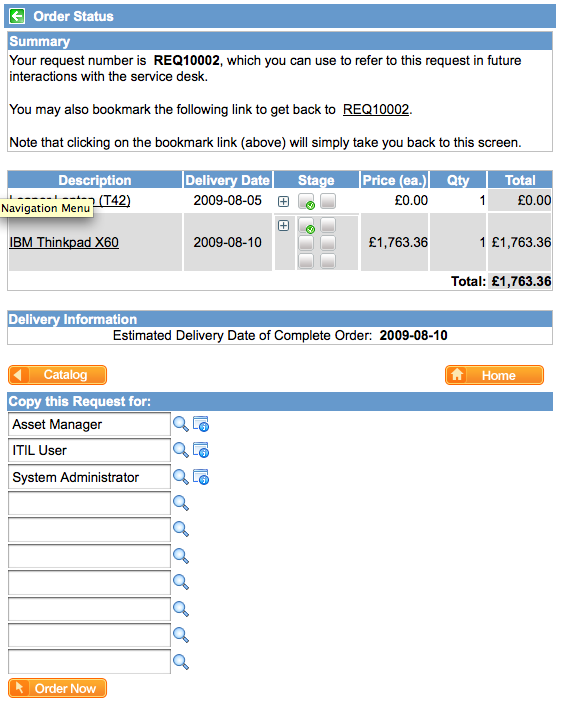 Order Status
Summary
Your request number is REQ10002, which you can use to refer to this request in future
interactions with the service desk.
You may also bookmark the following link to get back to REQ10002.
Note that clicking on the bookmark link (above) will simply take you back to this screen.
Description Delivery Date Stage Price (ea.) Qty Total
(T42) 2009-08-05 £0.00 1 £0.00
Navigation Menu
IBM Thinkpad X60 2009-08-10 £1,763.36 1 £1,763.36
Total: £1,763.36
Delivery Information
Estimated Delivery Date of Complete Order: 2009-08-10
Catalog Home
Copy this Request for:
Asset Manager
ITIL User
System Administrator
Order Now